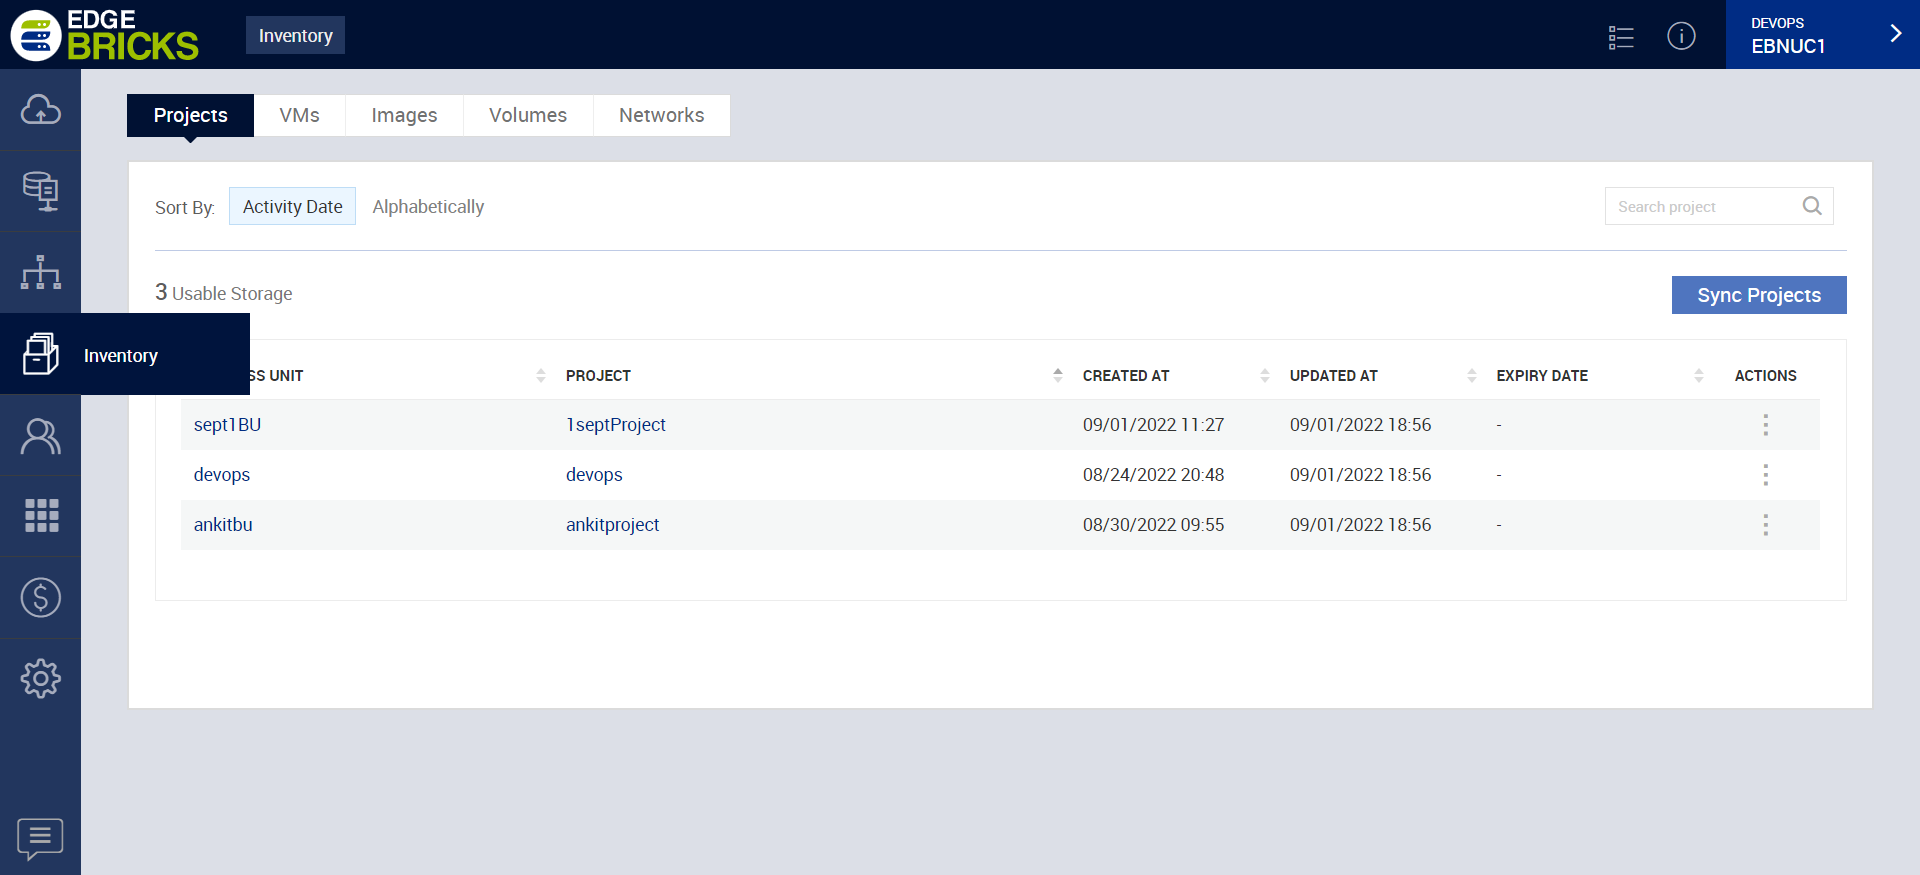 EDGE
BRICKS
Inventory
DEVOPS
EBNUC1
Projects VMs Images Volumes Networks
Sort By: Activity Date Alphabetically Search project
3 Usable Storage Sync Projects
Inventory
SS UNIT PROJECT CREATED AT UPDATED AT EXPIRY DATE ACTIONS
sept1BU 1septProject 09/01/2022 11:27 09/01/2022 18:56 -
devops devops 08/24/2022 20:48 09/01/2022 18:56 -
ankitbu ankitproject 08/30/2022 09:55 09/01/2022 18:56 -